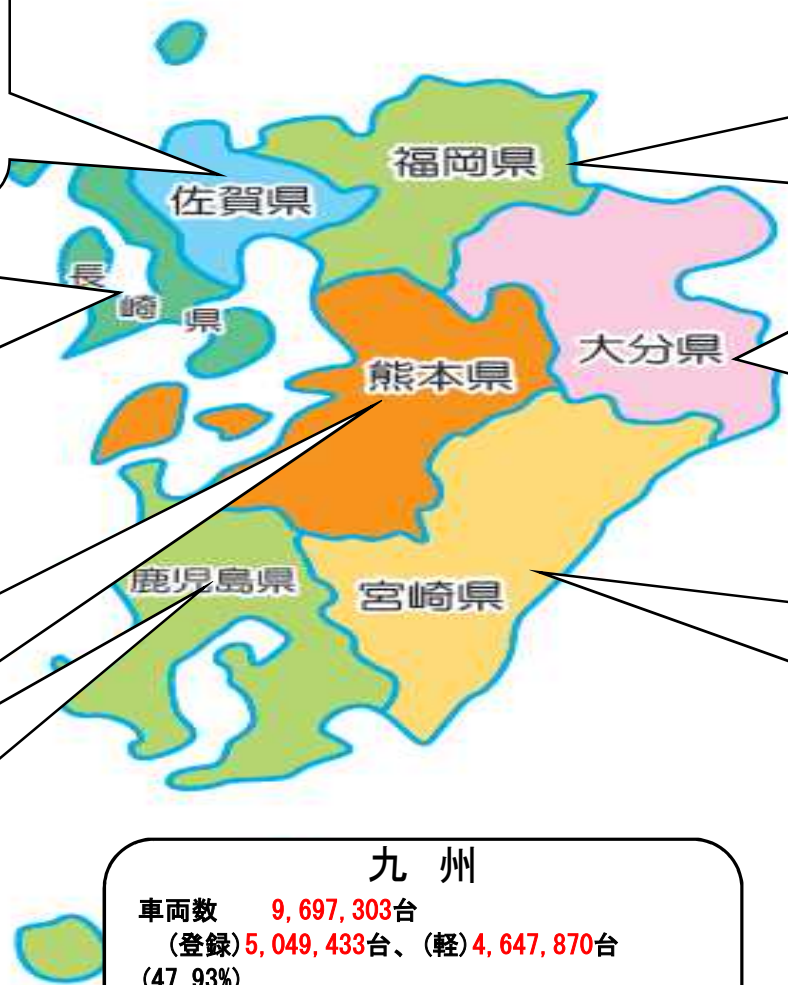 福岡県
佐賀県
長崎県
大分県
熊本県
鹿児島県
宮崎県
九 州
車両数 9,697,303台
(登録)5,049,433台、(軽)4,647,870台
(47.93%)